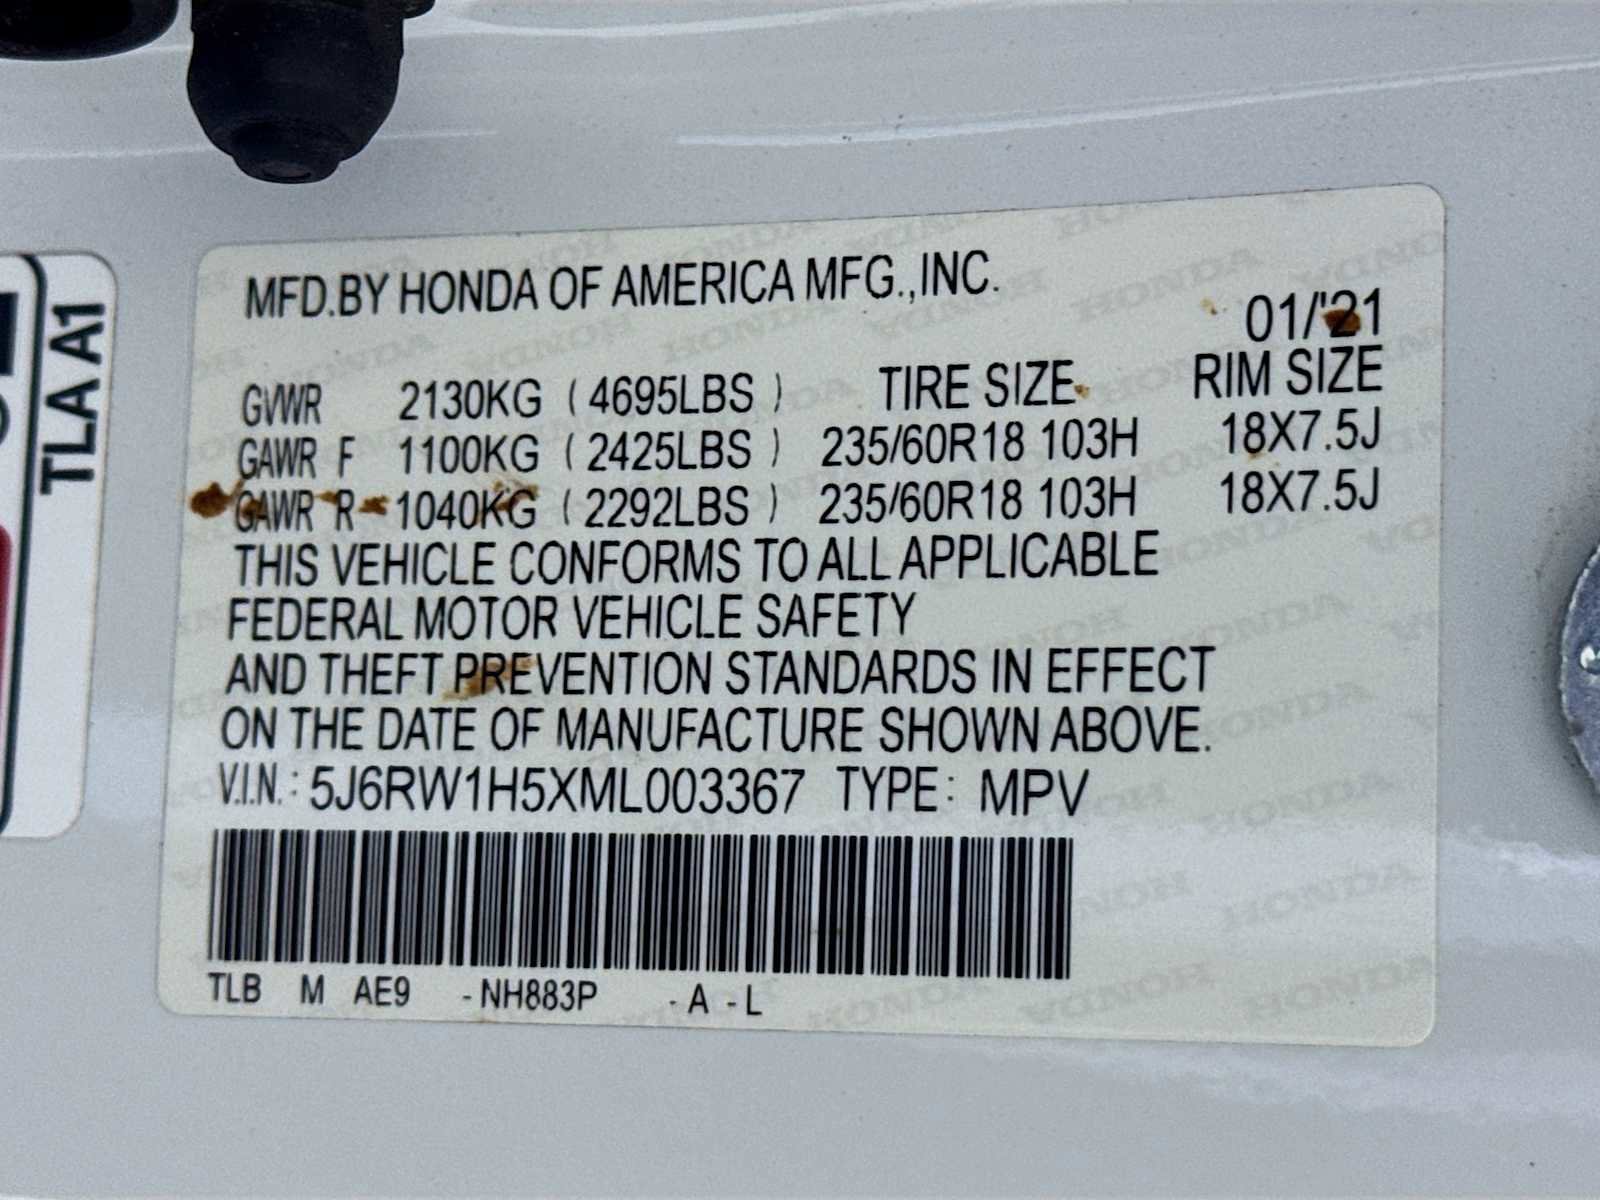 MFD.BY HONDA OF AMERICA MFG.,INC.
01/'21
GVWR 2130KG ( 4695LBS ) TIRE SIZE RIM SIZE
GAWR F 1100KG ( 2425LBS ) 235/60R18 103H 18X7.5J
GAWR R 1040KG ( 2292LBS ) 235/60R18 103H 18X7.5J
THIS VEHICLE CONFORMS TO ALL APPLICABLE
FEDERAL MOTOR VEHICLE SAFETY
AND THEFT PREVENTION STANDARDS IN EFFECT
ON THE DATE OF MANUFACTURE SHOWN ABOVE.
V.I.N.: 5J6RW1H5XML003367 TYPE: MPV
TLB M AE9 -NH883P -A -L
TLA A1